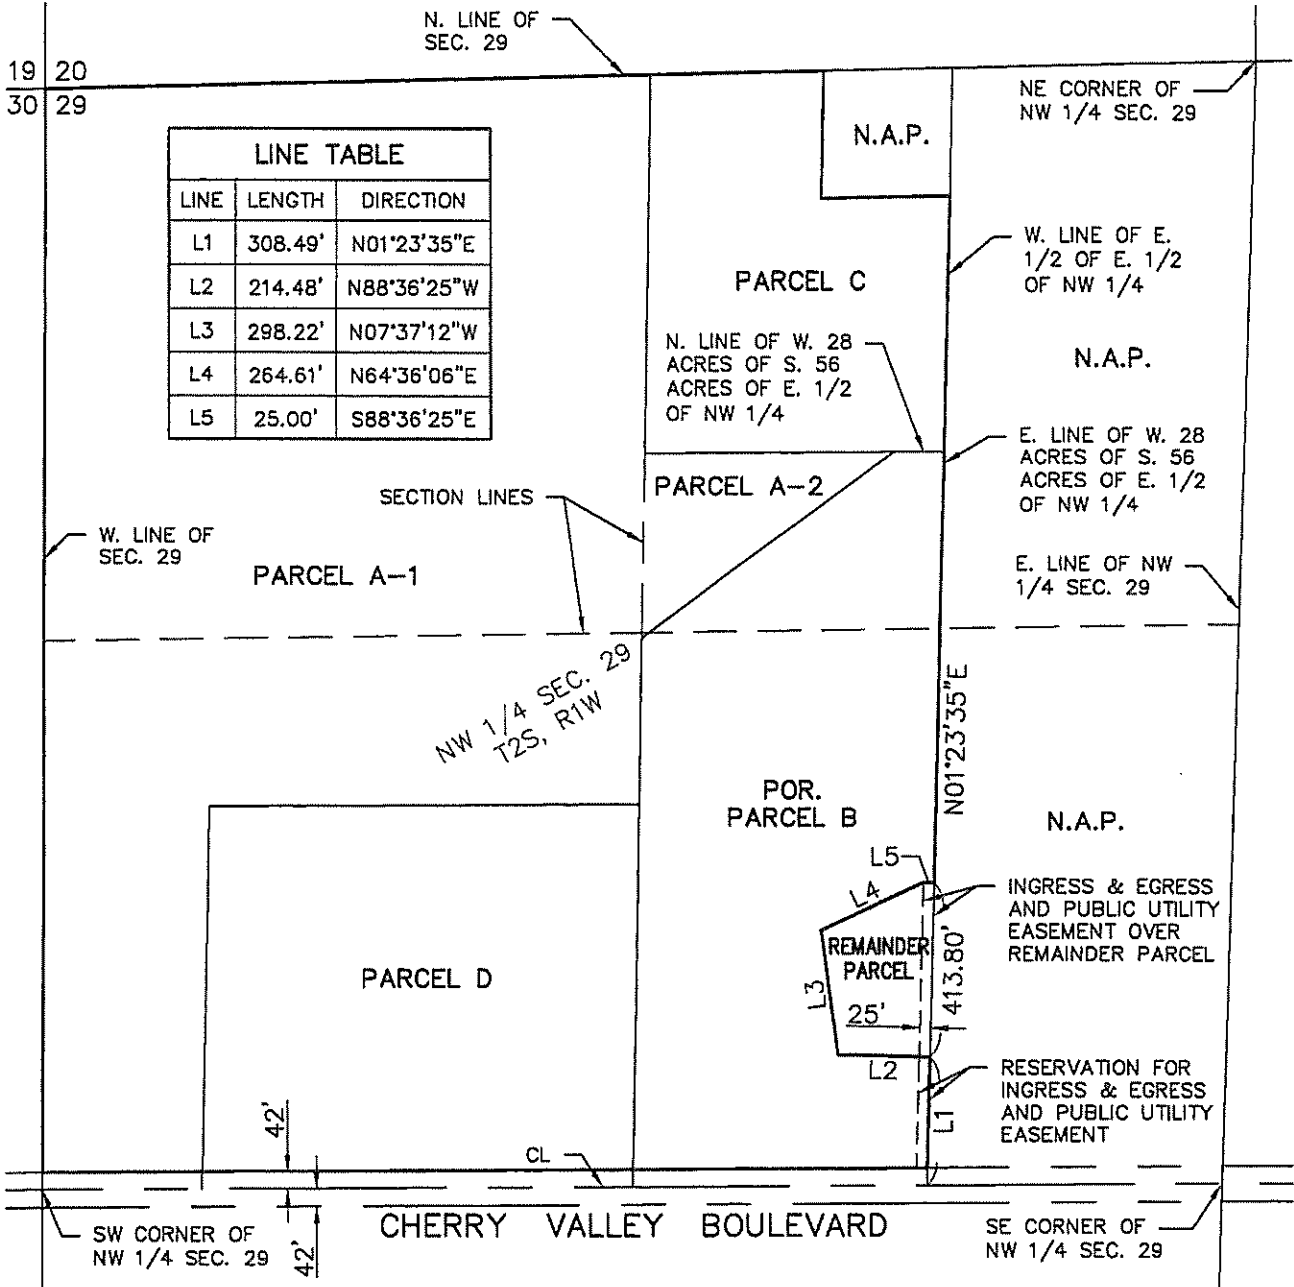 N. LINE OF
SEC. 29
19 20
30 29
NE CORNER OF
NW 1/4 SEC. 29
N.A.P.
LINE TABLE
LINE LENGTH DIRECTION
L1 308.49' N01°23'35"E
L2 214.48' N88°36'25"W
L3 298.22' N07°37'12"W
L4 264.61' N64°36'06"E
L5 25.00' S88°36'25"E
W. LINE OF E.
1/2 OF E. 1/2
OF NW 1/4
PARCEL C
N. LINE OF W. 28
ACRES OF S. 56
ACRES OF E. 1/2
OF NW 1/4
N.A.P.
E. LINE OF W. 28
ACRES OF S. 56
ACRES OF E. 1/2
OF NW 1/4
PARCEL A-2
SECTION LINES
W. LINE OF
SEC. 29
PARCEL A-1
E. LINE OF NW
1/4 SEC. 29
NW 1/4 SEC. 29
T2S, R1W
N01°23'35"E
POR.
PARCEL B
N.A.P.
L5
L4
INGRESS & EGRESS
AND PUBLIC UTILITY
EASEMENT OVER
REMAINDER PARCEL
REMAINDER
PARCEL
413.80'
PARCEL D
L3
25'
L2
RESERVATION FOR
INGRESS & EGRESS
AND PUBLIC UTILITY
EASEMENT
L1
42'
CL
CHERRY VALLEY BOULEVARD
SW CORNER OF
NW 1/4 SEC. 29
42'
SE CORNER OF
NW 1/4 SEC. 29